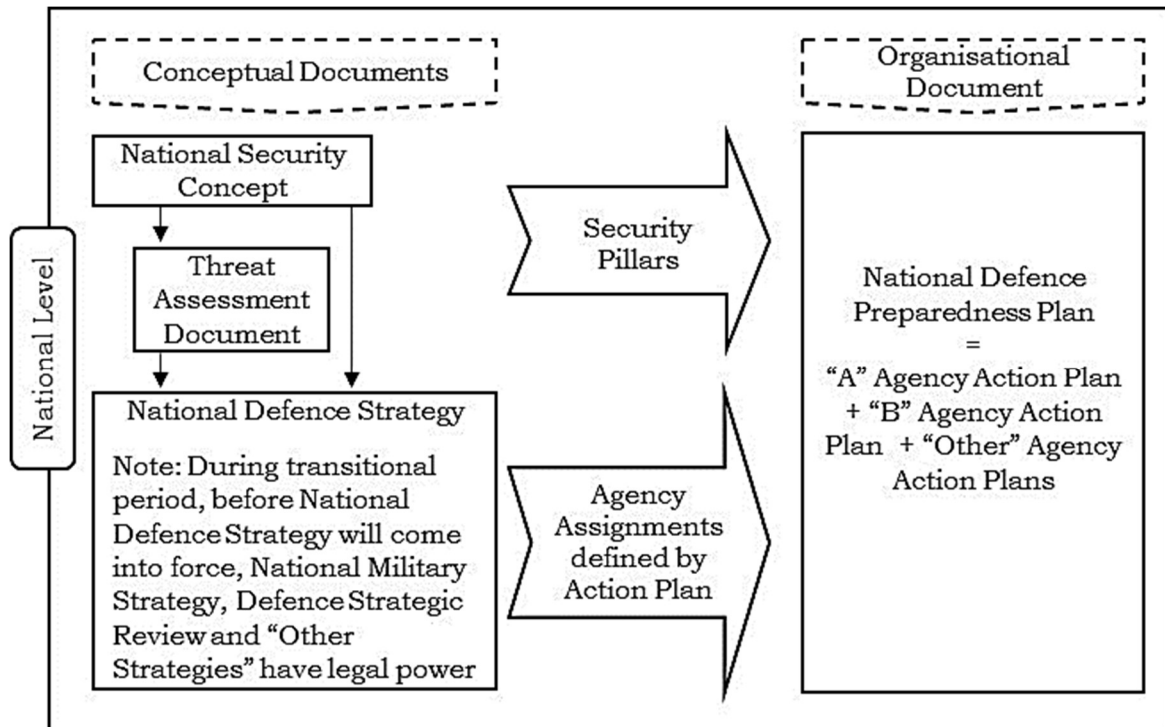 Conceptual Documents
Organisational
Document
National Level
National Security
Concept
Threat
Assessment
Document
National Defence Strategy
Note: During transitional
period, before National
Defence Strategy will come
into force, National Military
Strategy, Defence Strategic
Review and “Other
Strategies” have legal power
Security
Pillars
Agency
Assignments
defined by
Action Plan
National Defence
Preparedness Plan
=
“A” Agency Action Plan
+ “B” Agency Action
Plan + “Other” Agency
Action Plans